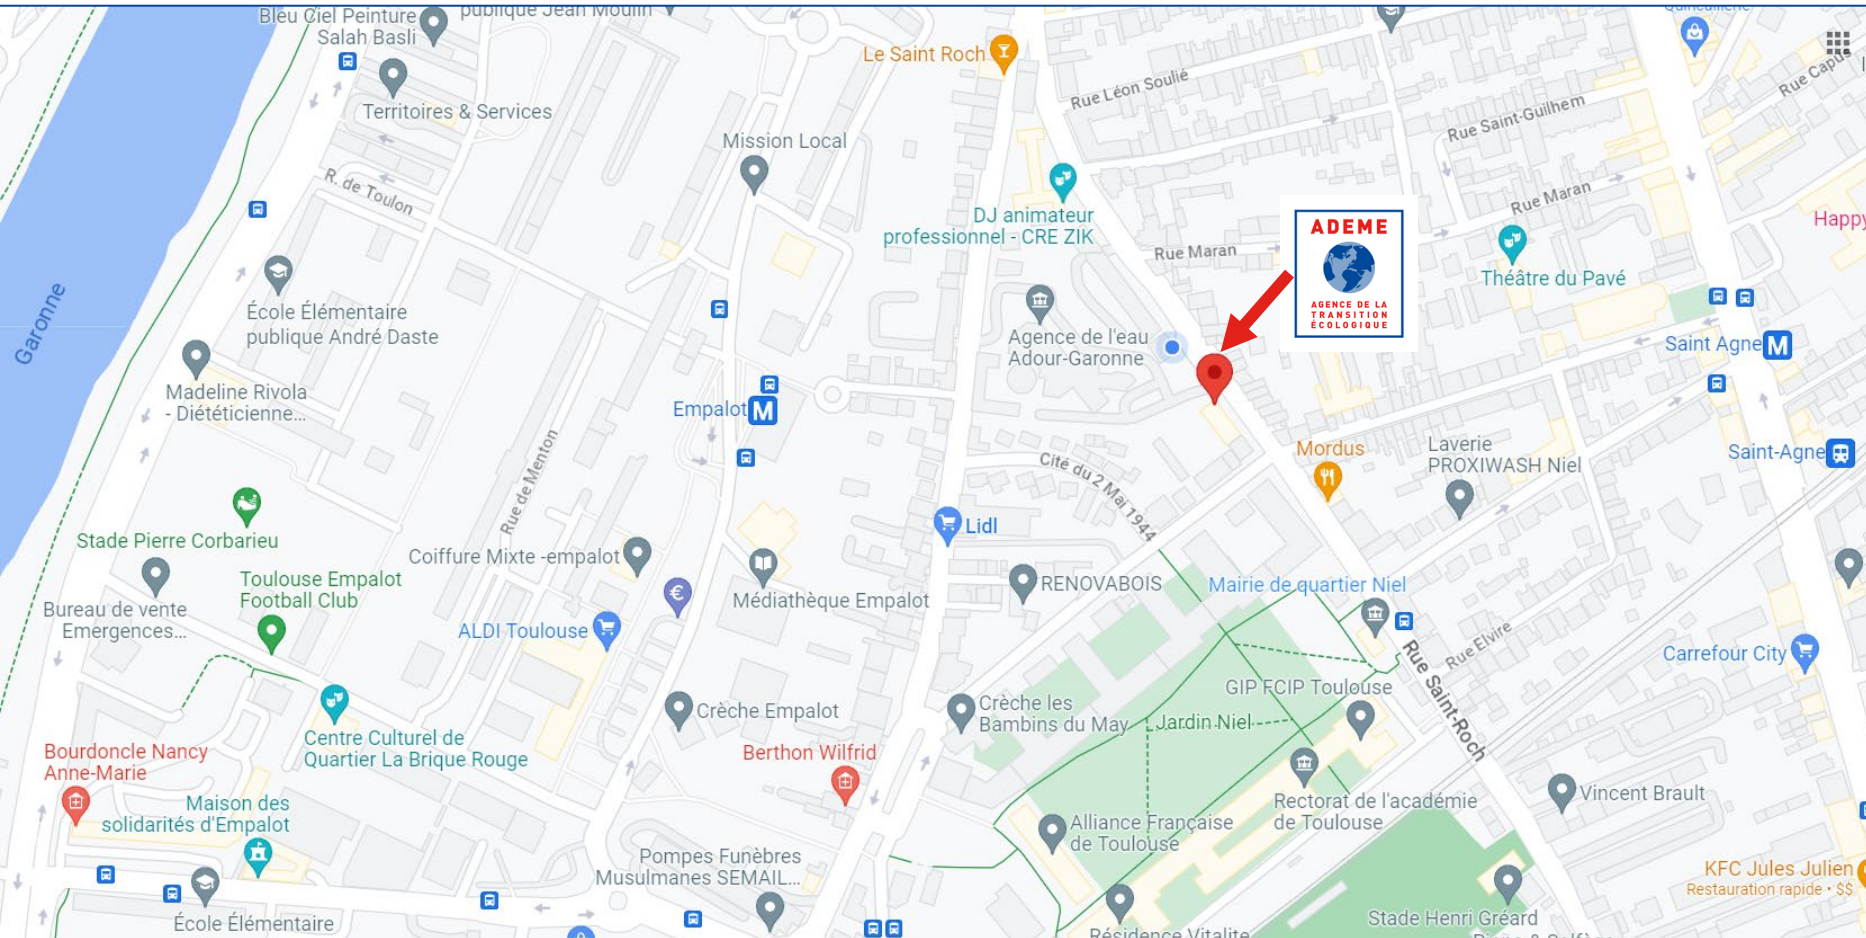 Bleu Ciel Peinture
Salah Basli
publique Jean Moulin
Le Saint Roch
Quincaillerie
Rue Léon Soulié
Rue Capus
Territoires & Services
Rue Saint-Guilhem
Mission Local
R. de Toulon
Rue Maran
DJ animateur
professionnel - CRE ZIK
Rue Maran
ADEME
AGENCE DE LA
TRANSITION
ÉCOLOGIQUE
Happy
Théâtre du Pavé
Garonne
École Élémentaire
publique André Daste
Agence de l'eau
Adour-Garonne
Saint Agne
M
Madeline Rivola
- Diététicienne...
Empalot
M
Rue de Menton
Cité du 2 Mai 1944
Mordus
Laverie
PROXIWASH Niel
Saint-Agne
Lidl
Stade Pierre Corbarieu
Coiffure Mixte -empalot
Toulouse Empalot
Football Club
€
Médiathèque Empalot
RENOVABOIS
Mairie de quartier Niel
Bureau de vente
Emergences...
ALDI Toulouse
Rue Elvire
Rue Saint-Roch
Carrefour City
GIP FCIP Toulouse
Crèche Empalot
Crèche les
Bambins du May
Jardin Niel
Centre Culturel de
Quartier La Brique Rouge
Bourdoncle Nancy
Anne-Marie
Berthon Wilfrid
Maison des
solidarités d'Empalot
Rectorat de l'académie
de Toulouse
Vincent Brault
Alliance Française
de Toulouse
Pompes Funèbres
Musulmanes SEMAIL...
KFC Jules Julien
Restauration rapide • $$
École Élémentaire
Stade Henri Gréard
Résidence Vitalite